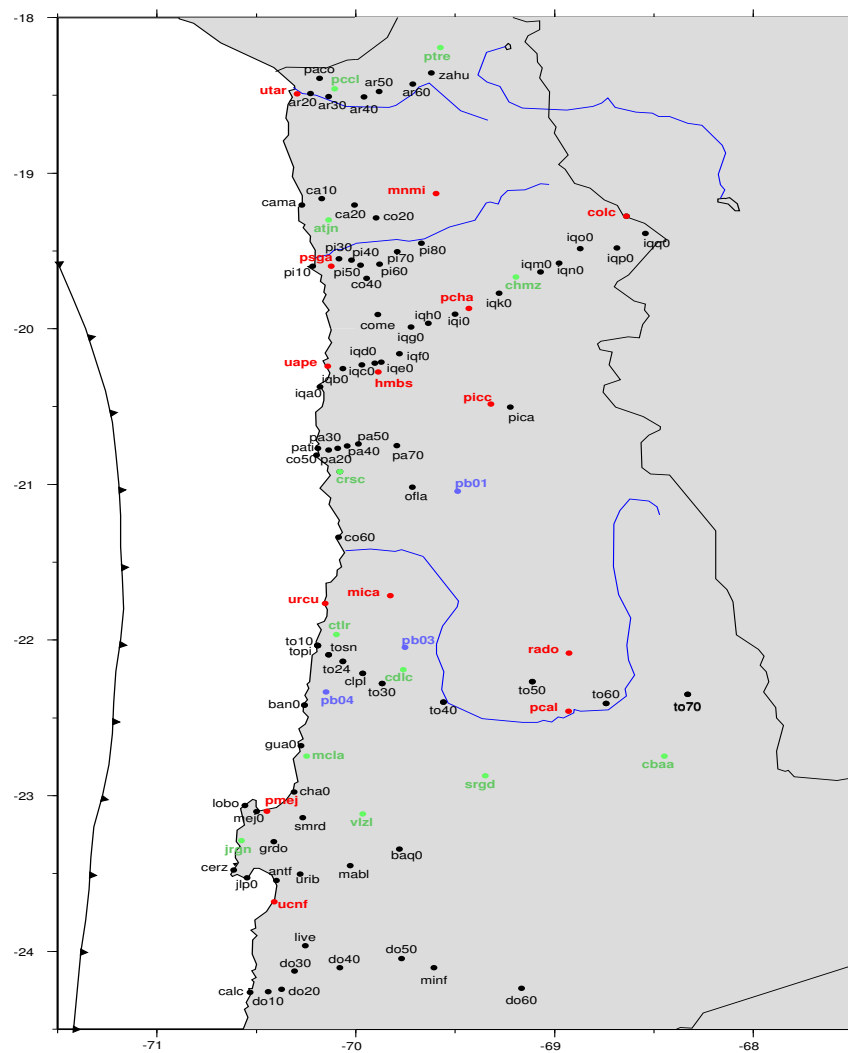 -71 -70 -69 -68
-18
ptre
paco
pccl
ar50
zahu
utar
ar20
ar30
ar40
ar60
-19
ca10
mnmi
cama
ca20
co20
colc
atjn
iqo0
iqq0
pi30
pi40
pi70
pi80
psga
pi10
pi50
pi60
iqm0
iqn0
iqp0
co40
chmz
pcha
iqk0
-20
come
iqh0
iqi0
iqg0
iqd0
iqf0
uape
iqb0
iqc0
iqe0
iqa0
hmbs
picc
pica
pa30
pa50
pati
pa40
co50
pa20
pa70
-21
crsc
pb01
ofla
co60
mica
urcu
-22
ctlr
to10
tosn
pb03
topi
rado
to24
clpl
cdlc
to30
to50
to60
pb04
ban0
to40
pcal
to70
gua0
mcla
cbaa
srgd
-23
cha0
lobo
pmej
mej0
smrd
vlzl
jrgn
grdo
baq0
cerz
antf
jlp0
urib
mabl
ucnf
-24
live
do30
do40
do50
minf
calc
do10
do20
do60
-71 -70 -69 -68